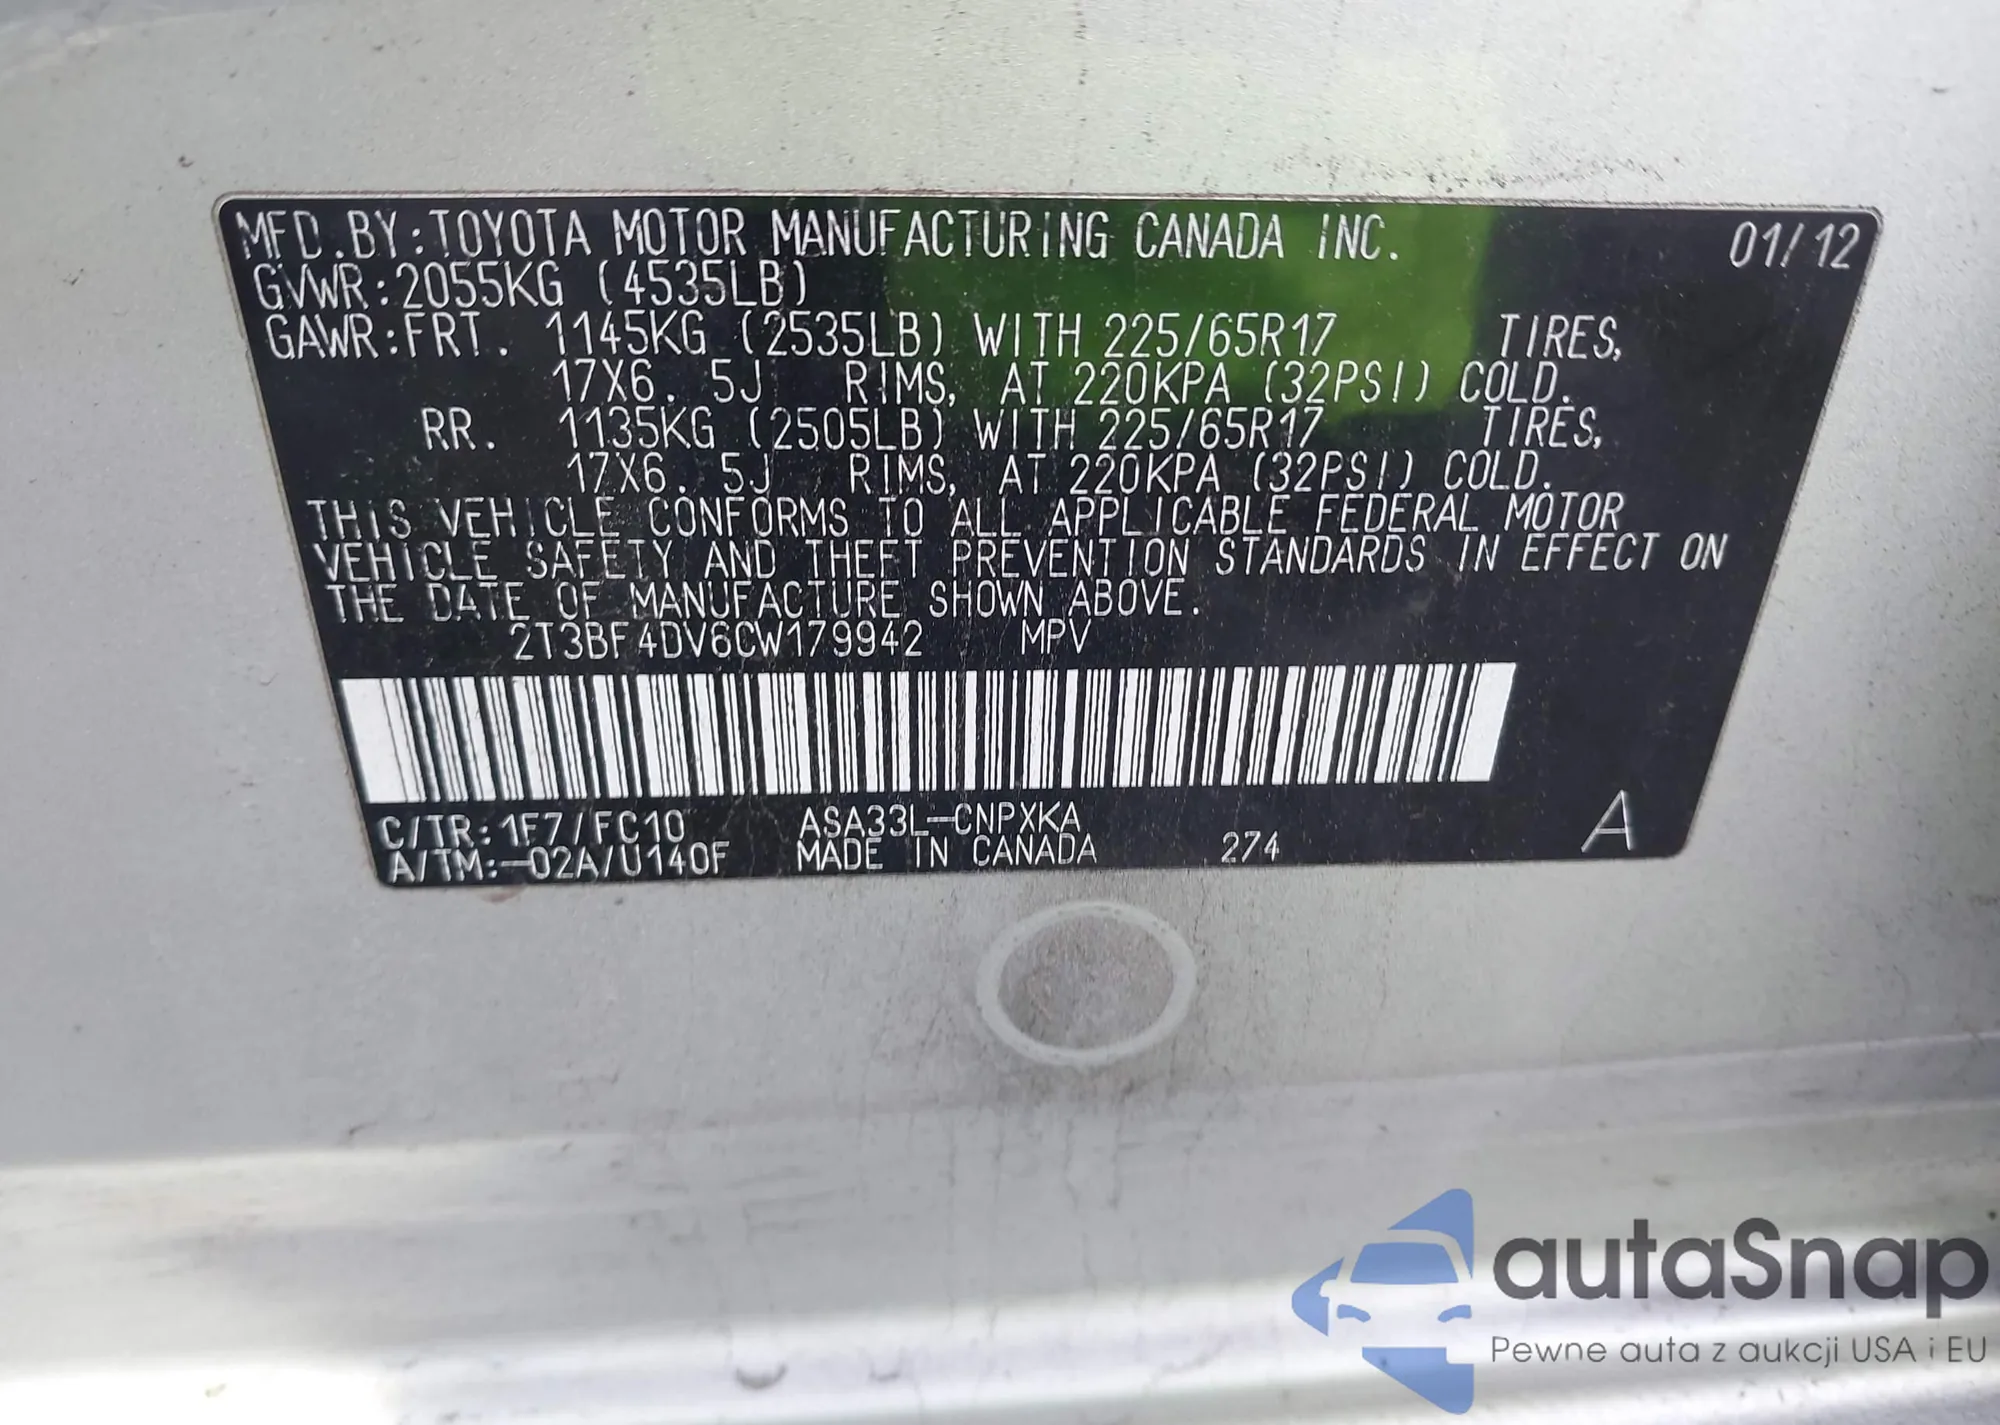 MFD.BY:TOYOTA MOTOR MANUFACTURING CANADA INC. 01/12
GVWR:2055KG (4535LB)
GAWR:FRT. 1145KG (2535LB) WITH 225/65R17 TIRES,
17X6.5J RIMS, AT 220KPA (32PSI) COLD.
RR. 1135KG (2505LB) WITH 225/65R17 TIRES,
17X6.5J RIMS, AT 220KPA (32PSI) COLD.
THIS VEHICLE CONFORMS TO ALL APPLICABLE FEDERAL MOTOR
VEHICLE SAFETY AND THEFT PREVENTION STANDARDS IN EFFECT ON
THE DATE OF MANUFACTURE SHOWN ABOVE.
2T3BF4DV6CW179942 MPV
C/TR:1F7/FC10 ASA33L-CNPXKA
A/TM:-02A/U140F MADE IN CANADA 274 A
autaSnap
Pewne auta z aukcji USA i EU